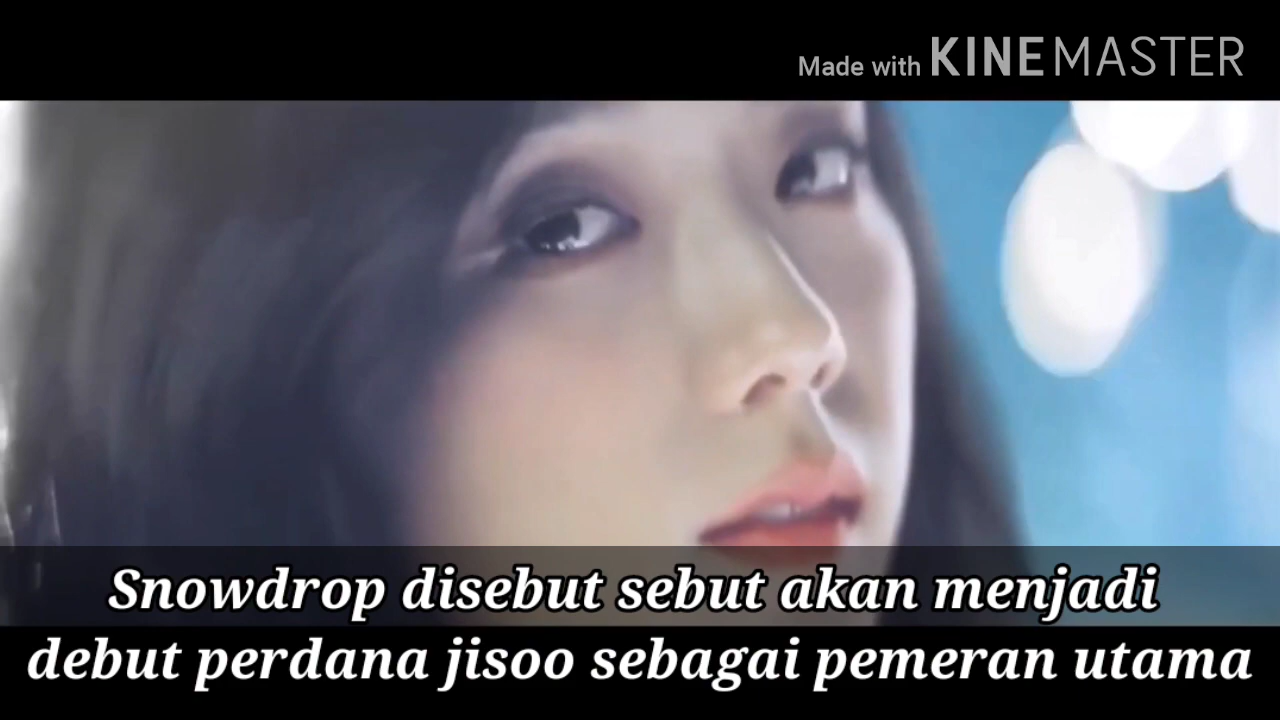 Made with KINEMASTER
Snowdrop disebut sebut akan menjadi
debut perdana jisoo sebagai pemeran utama